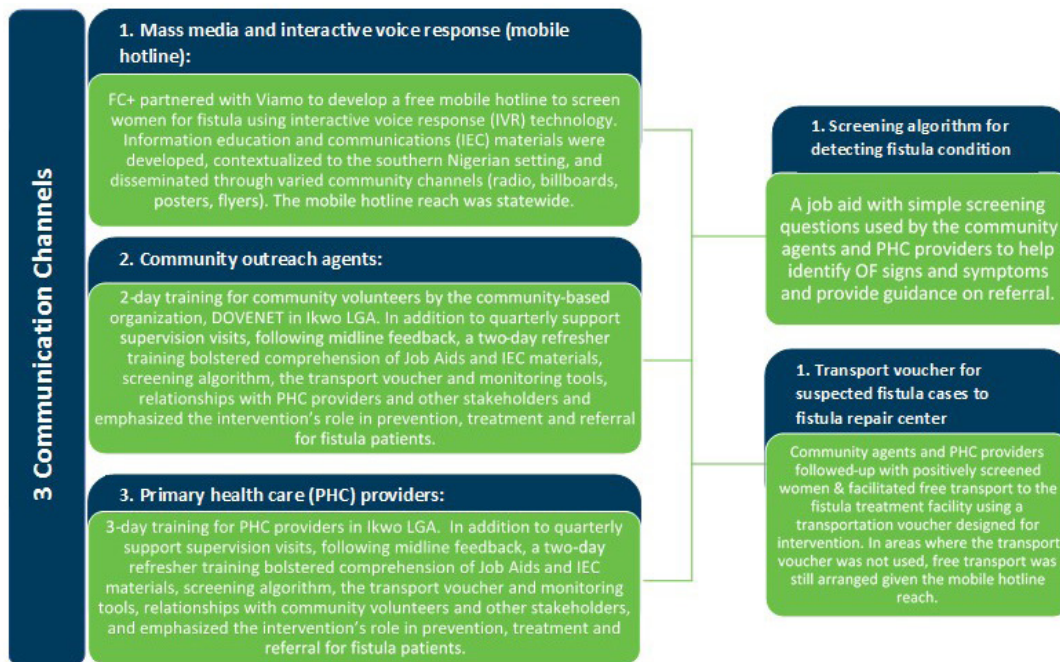 3 Communication Channels
1. Mass media and interactive voice response (mobile
hotline):
FC+ partnered with Viamo to develop a free mobile hotline to screen
women for fistula using interactive voice response (IVR) technology.
Information education and communications (IEC) materials were
developed, contextualized to the southern Nigerian setting, and
disseminated through varied community channels (radio, billboards,
posters, flyers). The mobile hotline reach was statewide.
2. Community outreach agents:
2-day training for community volunteers by the community-based
organization, DOVENET in Ikwo LGA. In addition to quarterly support
supervision visits, following midline feedback, a two-day refresher
training bolstered comprehension of Job Aids and IEC materials,
screening algorithm, the transport voucher and monitoring tools,
relationships with PHC providers and other stakeholders and
emphasized the intervention's role in prevention, treatment and referral
for fistula patients.
3. Primary health care (PHC) providers:
3-day training for PHC providers in Ikwo LGA. In addition to quarterly
support supervision visits, following midline feedback, a two-day
refresher training bolstered comprehension of Job Aids and IEC
materials, screening algorithm, the transport voucher and monitoring
tools, relationships with community volunteers and other stakeholders,
and emphasized the intervention's role in prevention, treatment and
referral for fistula patients.
1. Screening algorithm for
detecting fistula condition
A job aid with simple screening
questions used by the community
agents and PHC providers to help
identify OF signs and symptoms
and provide guidance on referral.
1. Transport voucher for
suspected fistula cases to
fistula repair center
Community agents and PHC providers
followed-up with positively screened
women & facilitated free transport to the
fistula treatment facility using a
transportation voucher designed for
intervention. In areas where the transport
voucher was not used, free transport was
still arranged given the mobile hotline
reach.